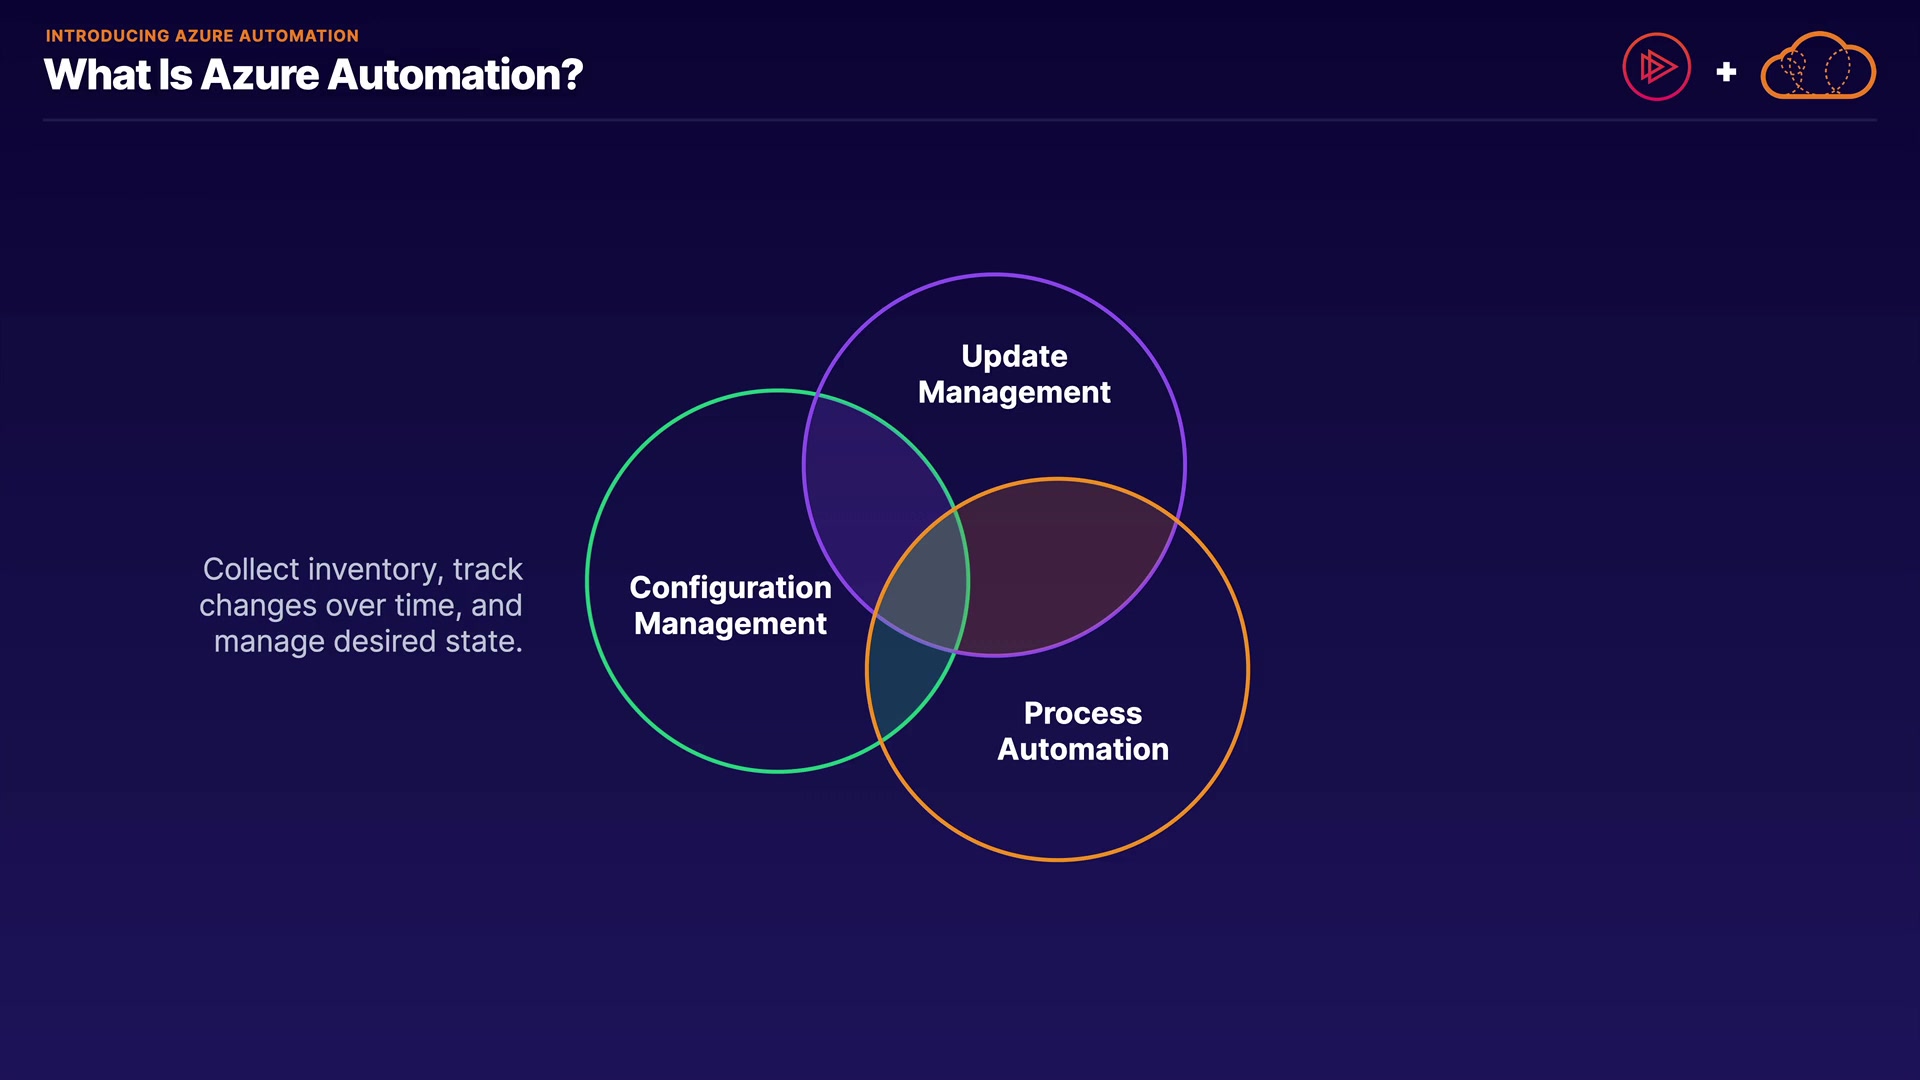 INTRODUCING AZURE AUTOMATION
What Is Azure Automation?
Update
Management
Collect inventory, track
changes over time, and
manage desired state.
Configuration
Management
Process
Automation